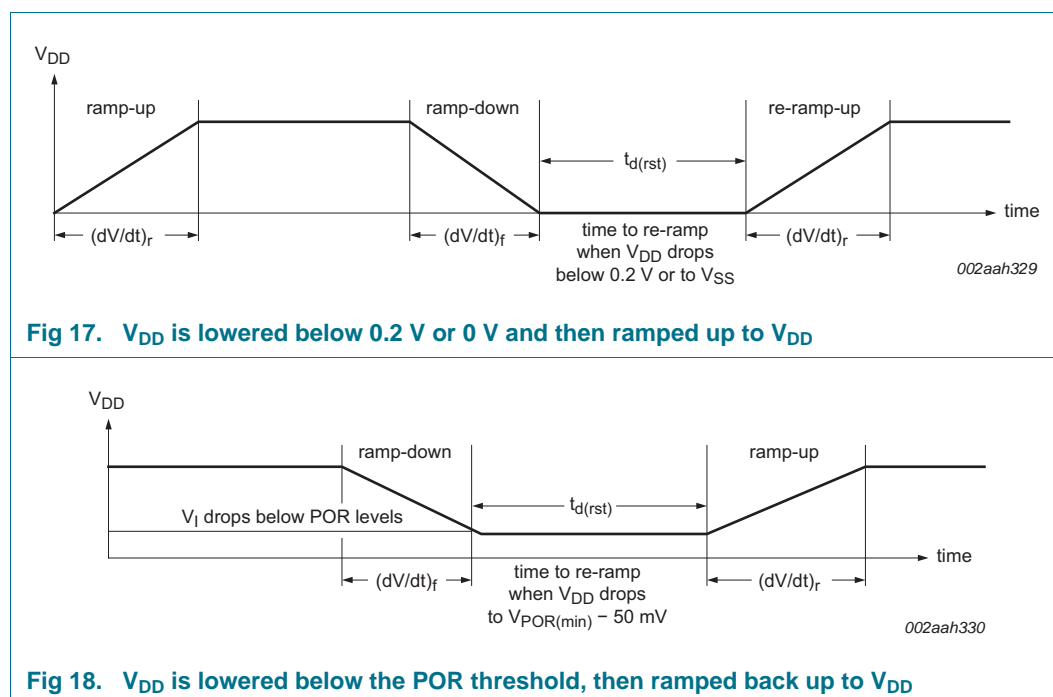 VDD
ramp-up
ramp-down
re-ramp-up
td(rst)
time
(dV/dt)r
(dV/dt)f
time to re-ramp
when VDD drops
below 0.2 V or to VSS
(dV/dt)r
002aah329
Fig 17. VDD is lowered below 0.2 V or 0 V and then ramped up to VDD
VDD
ramp-down
ramp-up
VI drops below POR levels
td(rst)
time
(dV/dt)f
time to re-ramp
when VDD drops
to VPOR(min) − 50 mV
(dV/dt)r
002aah330
Fig 18. VDD is lowered below the POR threshold, then ramped back up to VDD